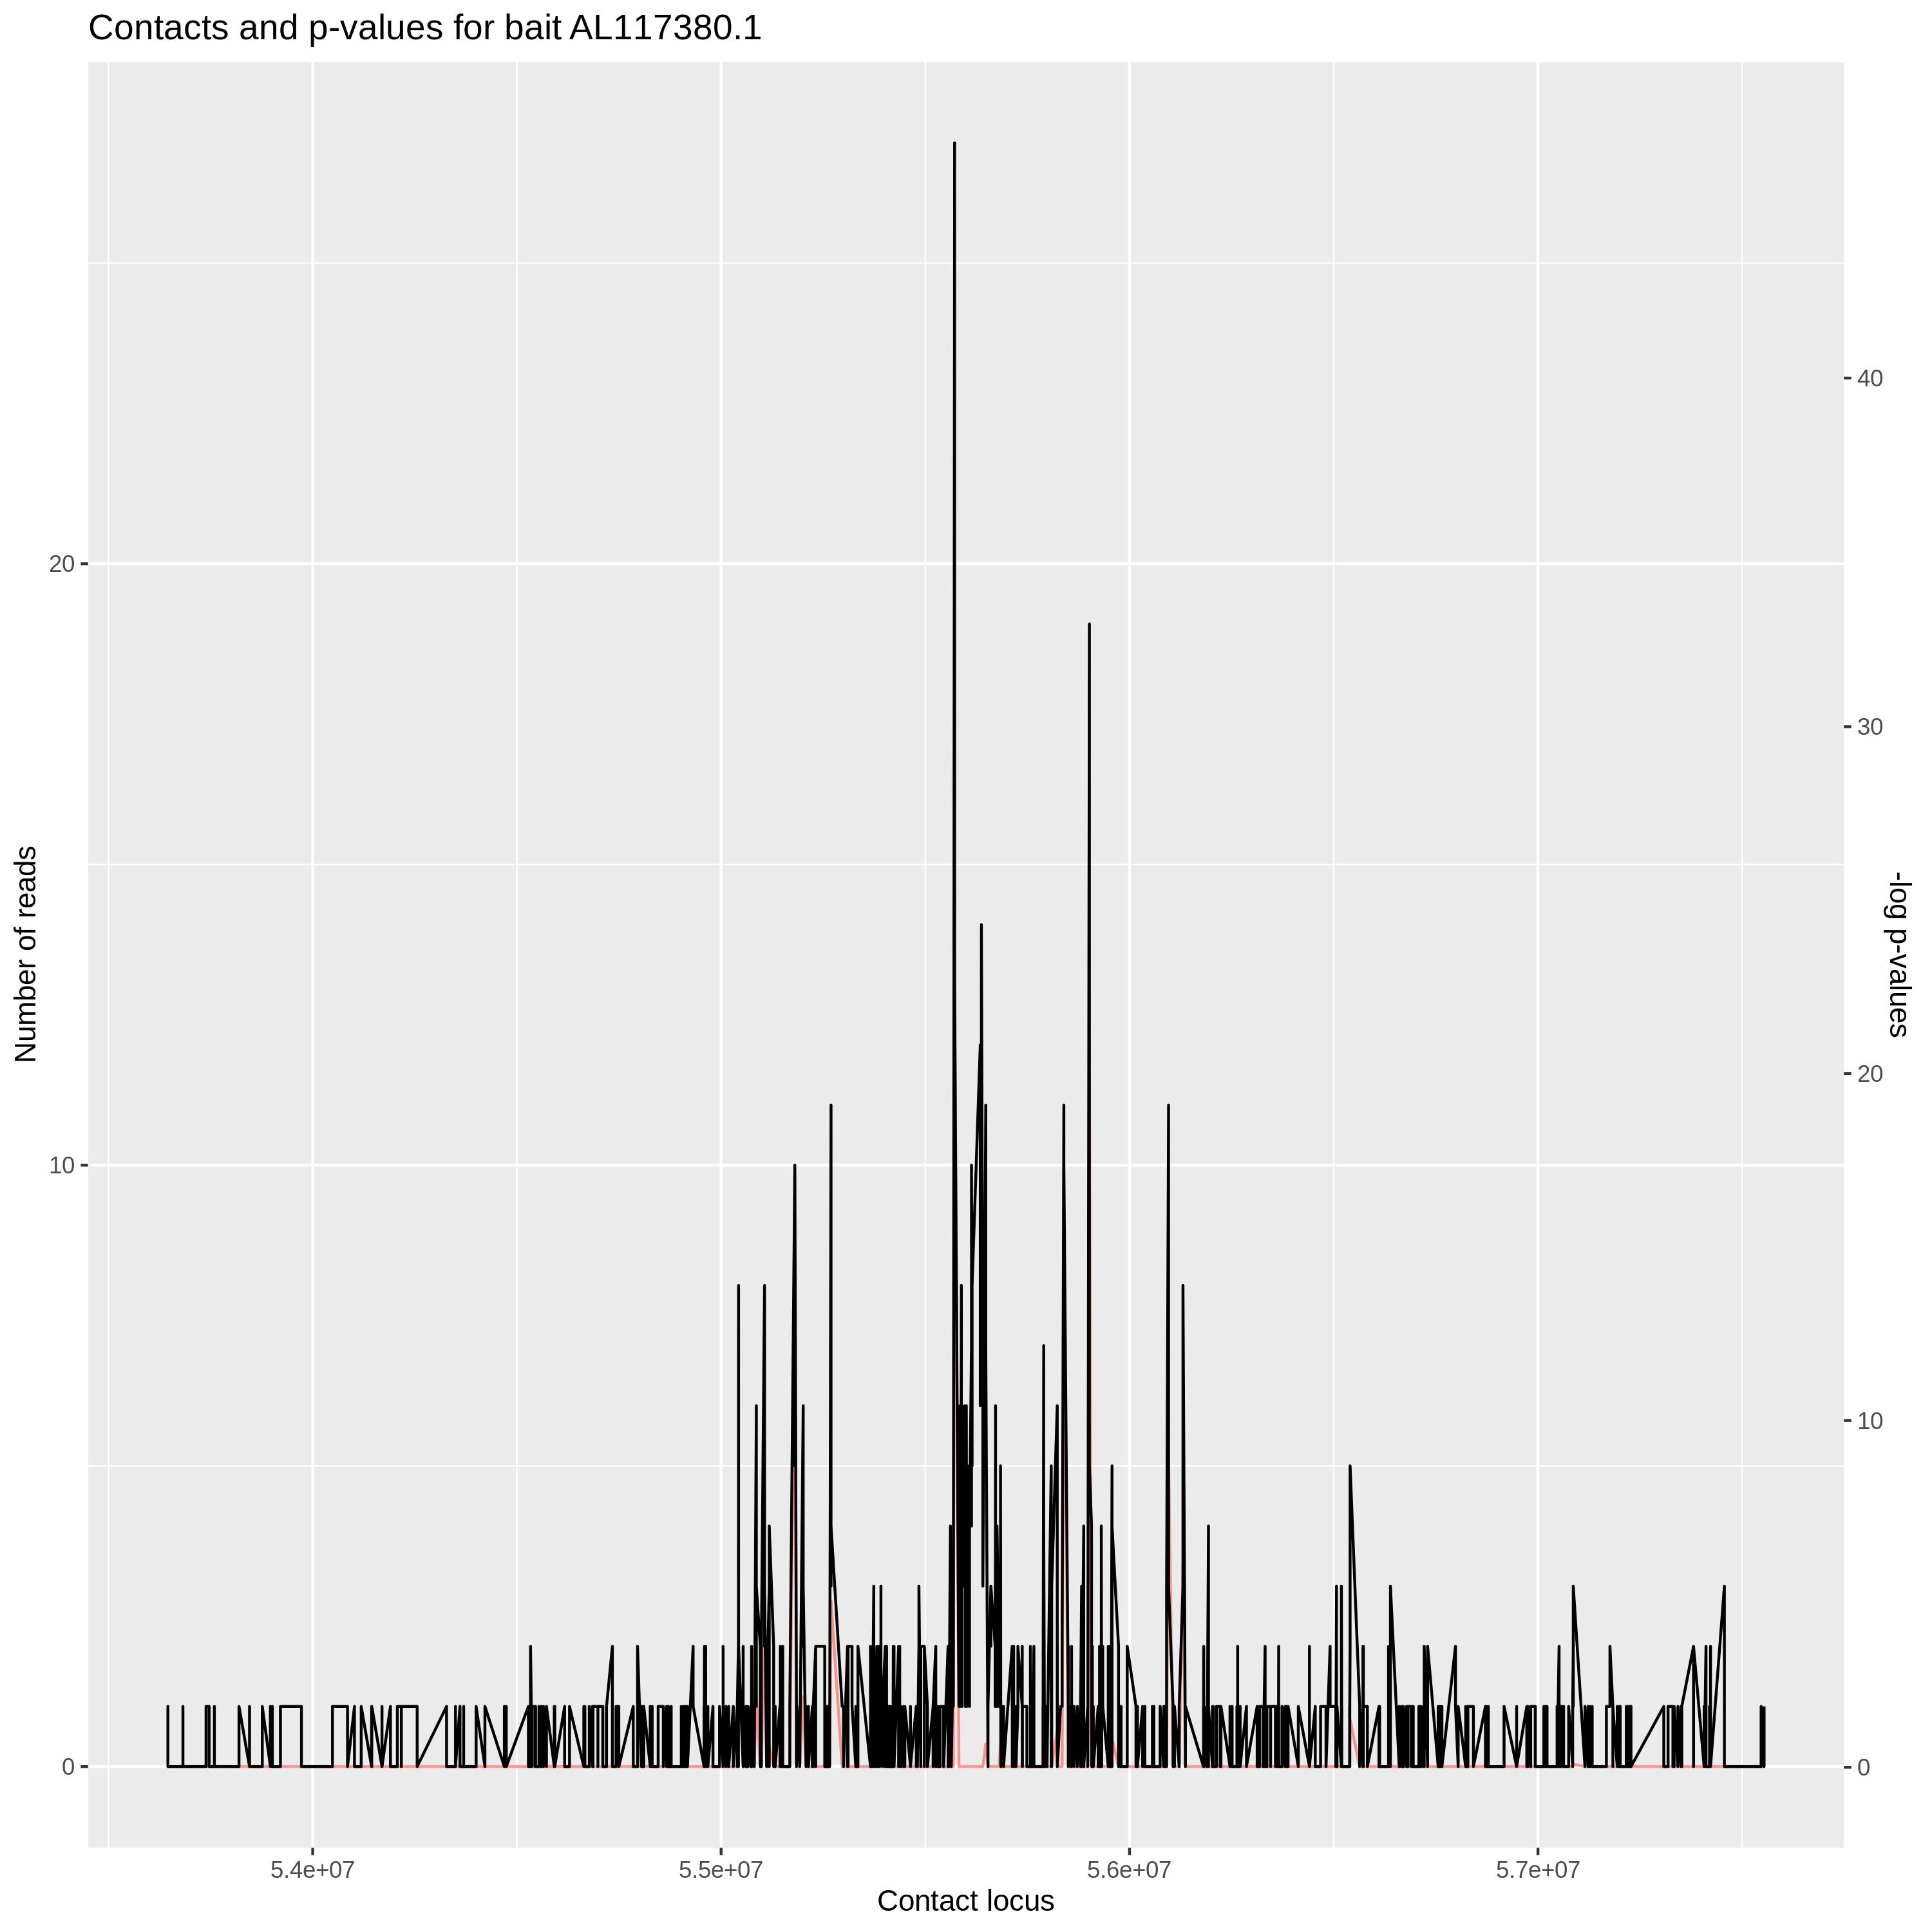 Contacts and p-values for bait AL117380.1
Number of reads
20
10
0
40
30
20
10
0
-log p-values
5.4e+07 5.5e+07 5.6e+07 5.7e+07
Contact locus